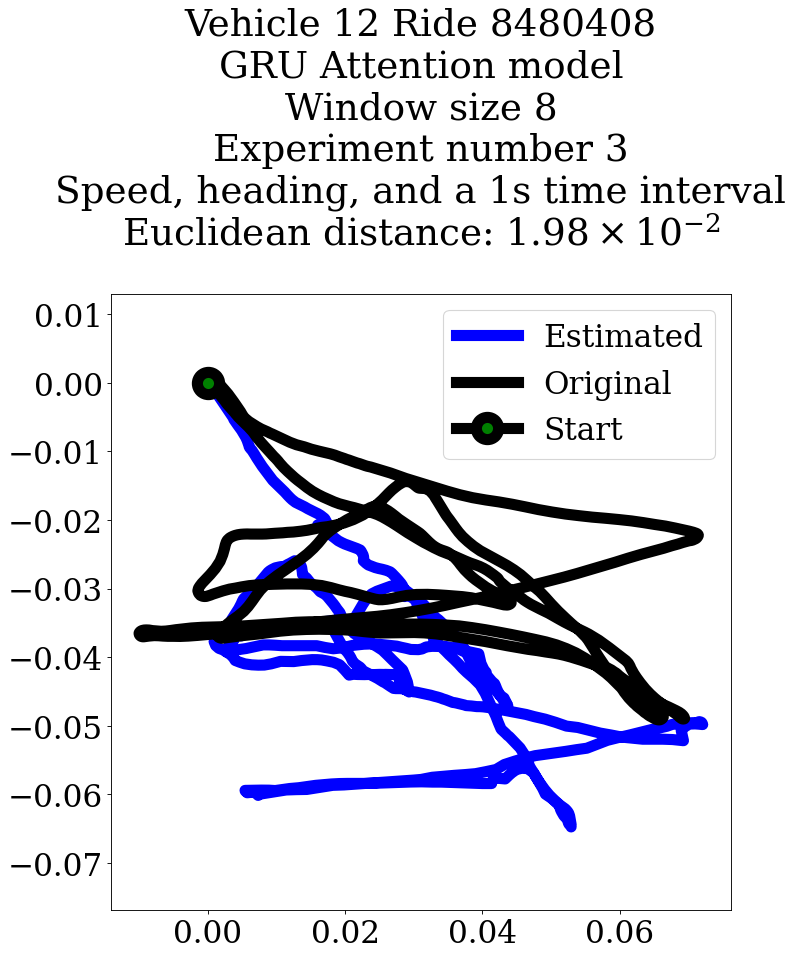 Vehicle 12 Ride 8480408
GRU Attention model
Window size 8
Experiment number 3
Speed, heading, and a 1s time interval
Euclidean distance: 1.98 × 10⁻²
Estimated
Original
Start
0.01
0.00
−0.01
−0.02
−0.03
−0.04
−0.05
−0.06
−0.07
0.00 0.02 0.04 0.06